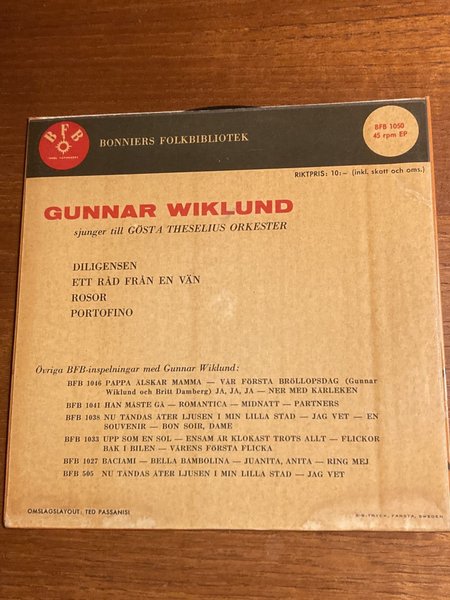 BFB
BONNIERS FOLKBIBLIOTEK
BFB 1050
45 rpm EP
RIKTPRIS: 10:— (inkl. skatt och oms.)
GUNNAR WIKLUND
sjunger till GÖSTA THESELIUS ORKESTER
DILIGENSEN
ETT RÅD FRÅN EN VÄN
ROSOR
PORTOFINO
Övriga BFB-inspelningar med Gunnar Wiklund:
BFB 1046 PAPPA ÄLSKAR MAMMA — VÅR FÖRSTA BRÖLLOPSDAG (Gunnar
Wiklund och Britt Damberg) JA, JA, JA — NER MED KÄRLEKEN
BFB 1041 HAN MÅSTE GÅ — ROMANTICA — MIDNATT — PARTNERS
BFB 1038 NU TÄNDAS ÅTER LJUSEN I MIN LILLA STAD — JAG VET — EN
SOUVENIR — BON SOIR, DAME
BFB 1033 UPP SOM EN SOL — ENSAM ÄR KLOKAST TROTS ALLT — FLICKOR
BAK I BILEN — VÅRENS FÖRSTA FLICKA
BFB 1027 BACIAMI — BELLA BAMBOLINA — JUANITA, ANITA — RING MEJ
BFB 505 NU TÄNDAS ÅTER LJUSEN I MIN LILLA STAD — JAG VET
OMSLAGSLAYOUT: TED PASSANISI
TRYCK, FARSTA, SWEDEN